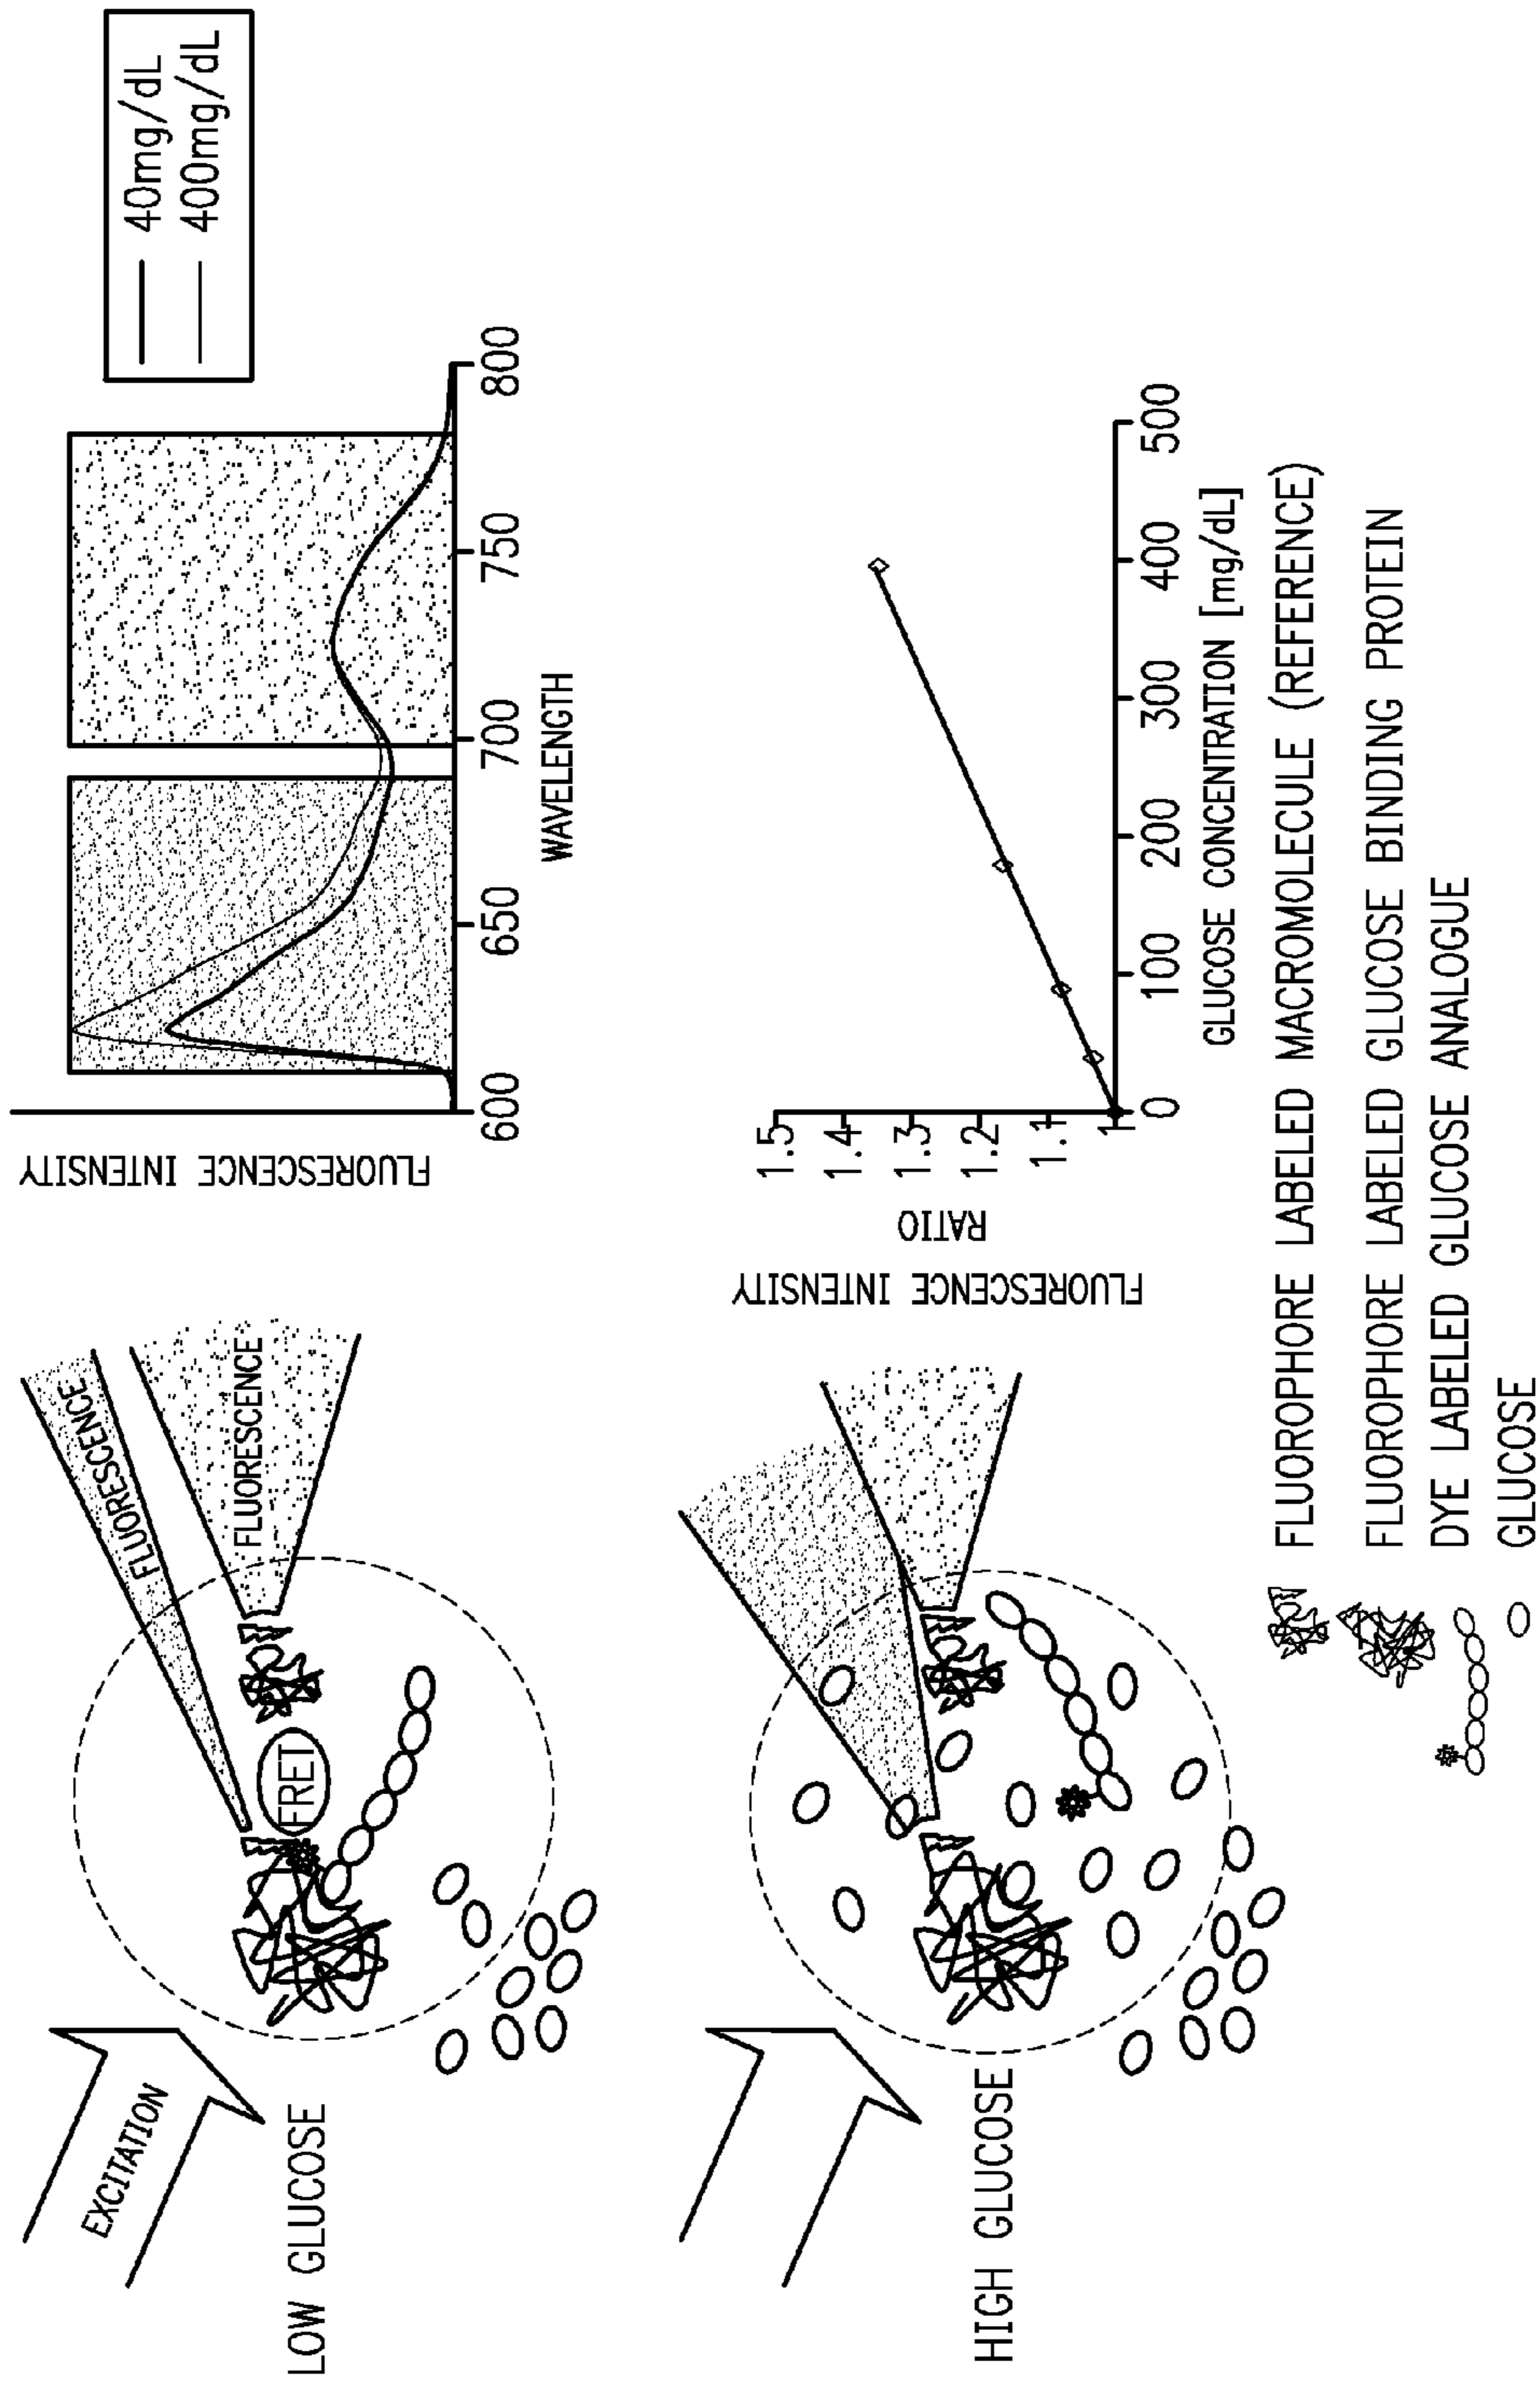 EXCITATION
LOW GLUCOSE
FRET
FLUORESCENCE
FLUORESCENCE
FLUORESCENCE INTENSITY
600
650
700
750
800
WAVELENGTH
40mg/dL
400mg/dL
HIGH GLUCOSE
FLUORESCENCE INTENSITY
RATIO
1.5
1.4
1.3
1.2
1.1
1
0
100
200
300
400
500
GLUCOSE CONCENTRATION [mg/dL]
FLUOROPHORE LABELED MACROMOLECULE (REFERENCE)
FLUOROPHORE LABELED GLUCOSE BINDING PROTEIN
DYE LABELED GLUCOSE ANALOGUE
GLUCOSE